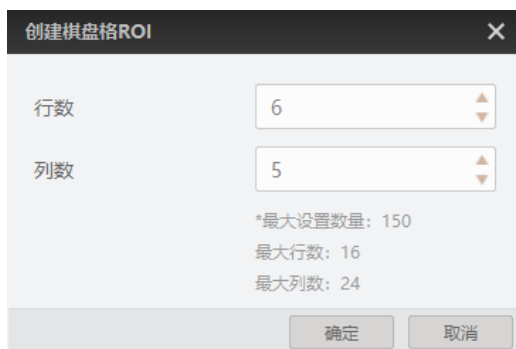 创建棋盘格ROI
行数 6
列数 5
*最大设置数量：150
最大行数：16
最大列数：24
确定 取消